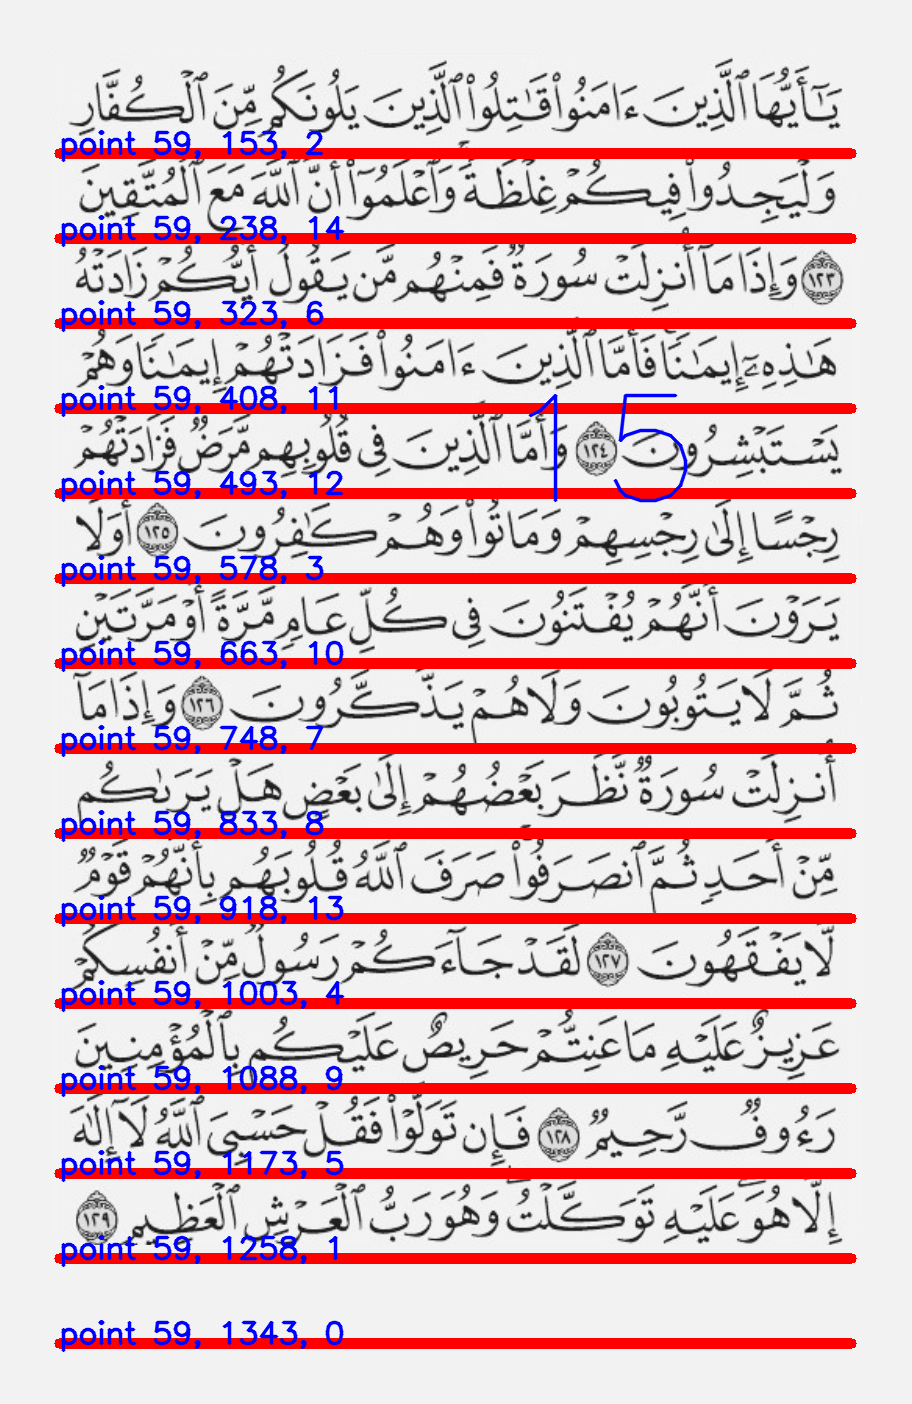 يَـٰٓأَيُّهَا ٱلَّذِينَ ءَامَنُوا۟ قَـٰتِلُوا۟ ٱلَّذِينَ يَلُونَكُم مِّنَ ٱلْكُفَّارِ
point 59, 153, 2
وَلْيَجِدُوا۟ فِيكُمْ غِلْظَةً ۚ وَٱعْلَمُوٓا۟ أَنَّ ٱللَّهَ مَعَ ٱلْمُتَّقِينَ
point 59, 238, 14
١٢٣ وَإِذَا مَآ أُنزِلَتْ سُورَةٌ فَمِنْهُم مَّن يَقُولُ أَيُّكُمْ زَادَتْهُ
point 59, 323, 6
هَـٰذِهِۦٓ إِيمَـٰنًا ۚ فَأَمَّا ٱلَّذِينَ ءَامَنُوا۟ فَزَادَتْهُمْ إِيمَـٰنًا وَهُمْ
point 59, 408, 11
15
يَسْتَبْشِرُونَ ١٢٤ وَأَمَّا ٱلَّذِينَ فِى قُلُوبِهِم مَّرَضٌ فَزَادَتْهُمْ
point 59, 493, 12
رِجْسًا إِلَىٰ رِجْسِهِمْ وَمَاتُوا۟ وَهُمْ كَـٰفِرُونَ ١٢٥ أَوَلَا
point 59, 578, 3
يَرَوْنَ أَنَّهُمْ يُفْتَنُونَ فِى كُلِّ عَامٍ مَّرَّةً أَوْ مَرَّتَيْنِ
point 59, 663, 10
ثُمَّ لَا يَتُوبُونَ وَلَا هُمْ يَذَّكَّرُونَ ١٢٦ وَإِذَا مَآ
point 59, 748, 7
أُنزِلَتْ سُورَةٌ نَّظَرَ بَعْضُهُمْ إِلَىٰ بَعْضٍ هَلْ يَرَىٰكُم
point 59, 833, 8
مِّنْ أَحَدٍ ثُمَّ ٱنصَرَفُوا۟ ۚ صَرَفَ ٱللَّهُ قُلُوبَهُم بِأَنَّهُمْ قَوْمٌ
point 59, 918, 13
لَّا يَفْقَهُونَ ١٢٧ لَقَدْ جَآءَكُمْ رَسُولٌ مِّنْ أَنفُسِكُمْ
point 59, 1003, 4
عَزِيزٌ عَلَيْهِ مَا عَنِتُّمْ حَرِيصٌ عَلَيْكُم بِٱلْمُؤْمِنِينَ
point 59, 1088, 9
رَءُوفٌ رَّحِيمٌ ١٢٨ فَإِن تَوَلَّوْا۟ فَقُلْ حَسْبِىَ ٱللَّهُ لَآ إِلَـٰهَ
point 59, 1173, 5
إِلَّا هُوَ ۖ عَلَيْهِ تَوَكَّلْتُ ۖ وَهُوَ رَبُّ ٱلْعَرْشِ ٱلْعَظِيمِ ١٢٩
point 59, 1258, 1
point 59, 1343, 0